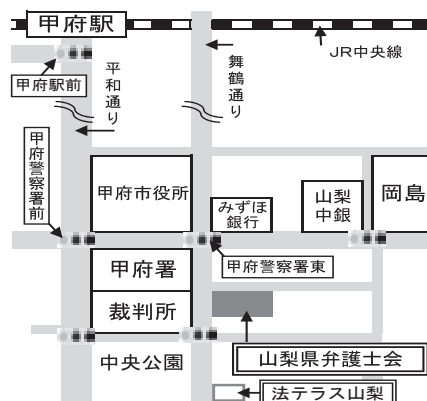 甲府駅
JR中央線
甲府駅前
平和通り
舞鶴通り
甲府警察署前
甲府市役所
みずほ
銀行
山梨
中銀
岡島
甲府署
甲府警察署東
裁判所
中央公園
山梨県弁護士会
法テラス山梨